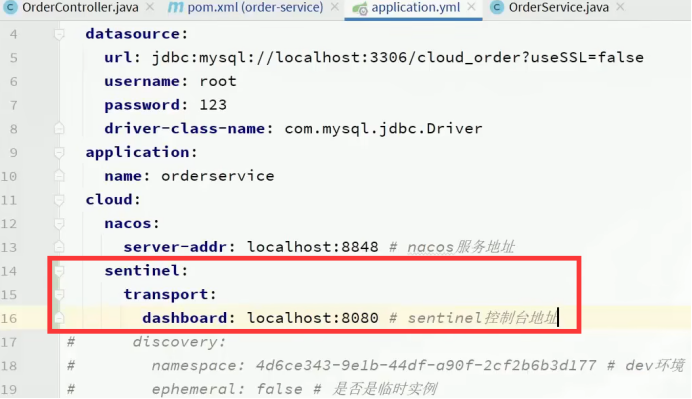 OrderController.java × pom.xml (order-service) × application.yml × OrderService.java ×
4 datasource:
5 url: jdbc:mysql://localhost:3306/cloud_order?useSSL=false
6 username: root
7 password: 123
8 driver-class-name: com.mysql.jdbc.Driver
9 application:
10 name: orderservice
11 cloud:
12 nacos:
13 server-addr: localhost:8848 # nacos服务地址
14 sentinel:
15 transport:
16 dashboard: localhost:8080 # sentinel控制台地址
17 # discovery:
18 # namespace: 4d6ce343-9e1b-44df-a90f-2cf2b6b3d177 # dev环境
19 # ephemeral: false # 是否是临时实例